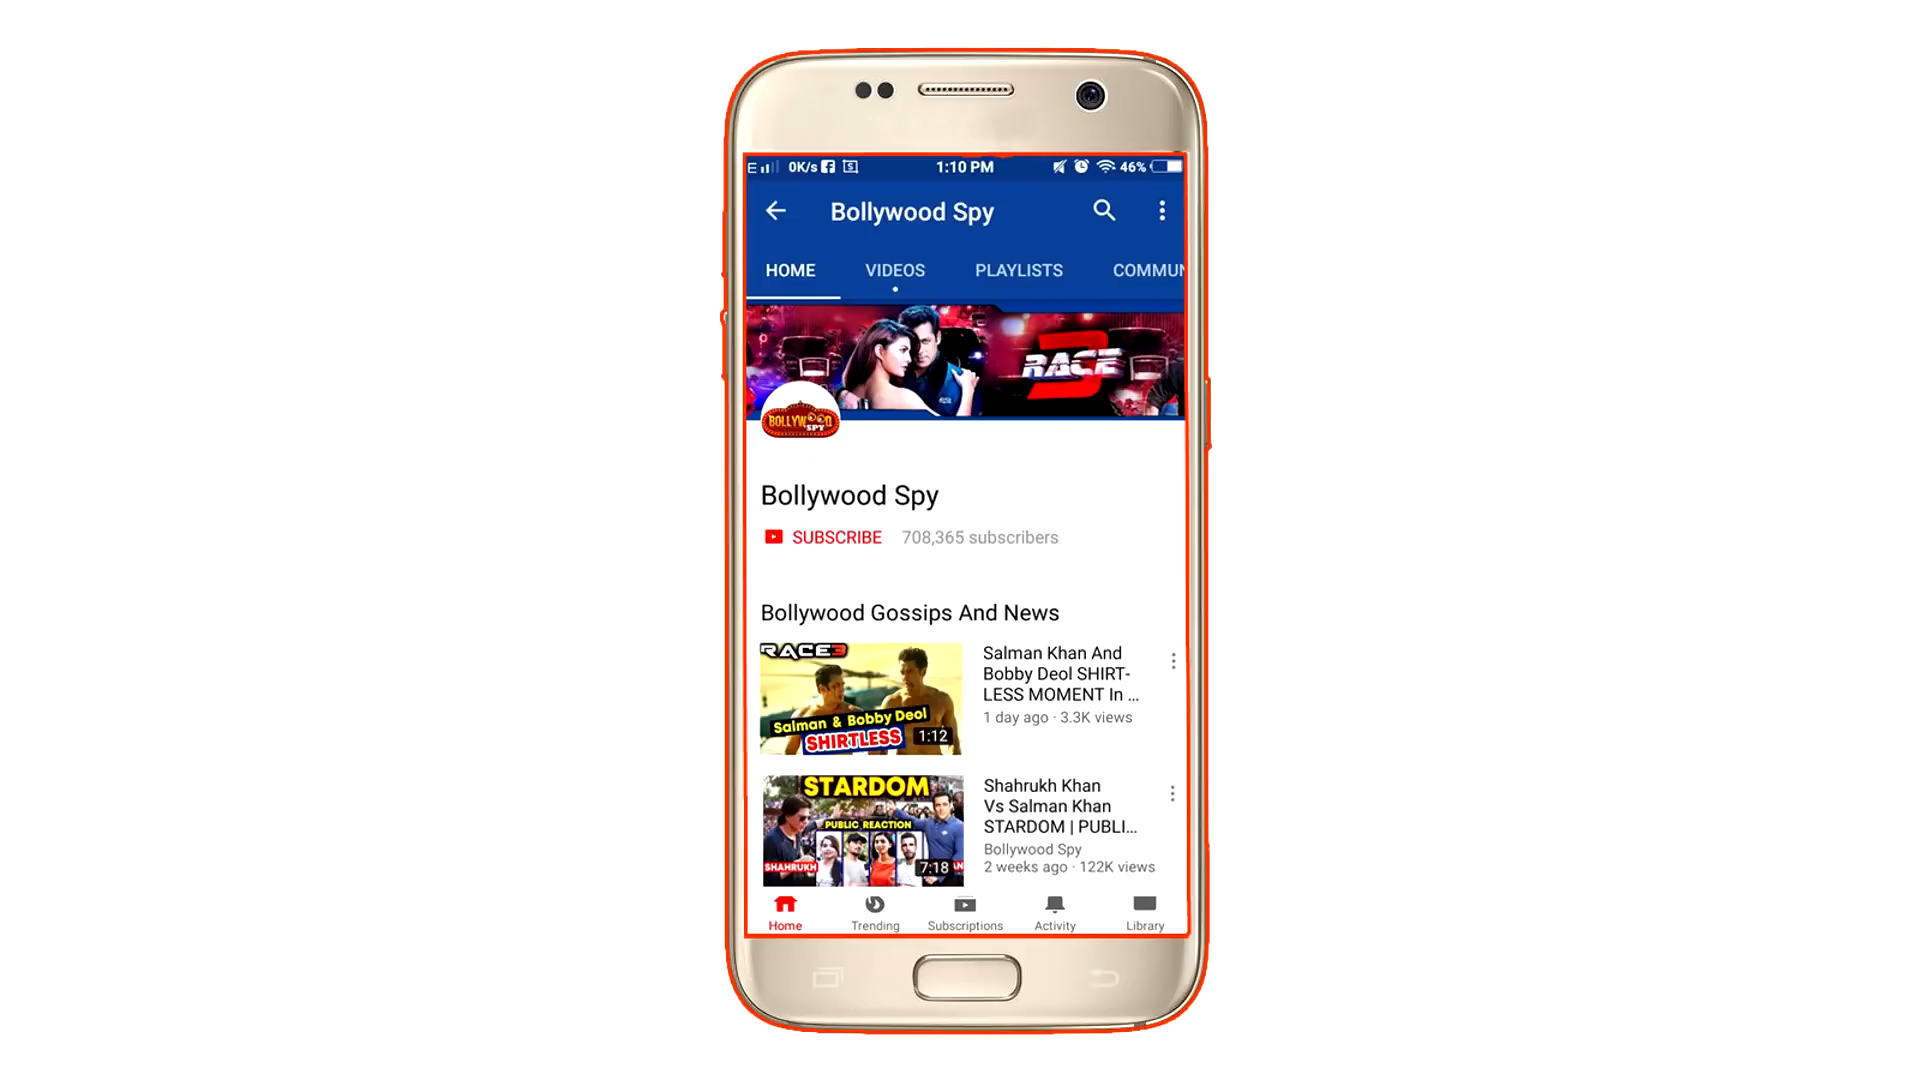 E 0K/s 1:10 PM 46%
Bollywood Spy
HOME VIDEOS PLAYLISTS COMMUN
RACE 3
BOLLYWOOD
SPY
Bollywood Spy
SUBSCRIBE 708,365 subscribers
Bollywood Gossips And News
RACE3
Salman & Bobby Deol
SHIRTLESS
1:12
Salman Khan And
Bobby Deol SHIRT-
LESS MOMENT In ...
1 day ago · 3.3K views
STARDOM
PUBLIC REACTION
SHAHRUKH
7:18
Shahrukh Khan
Vs Salman Khan
STARDOM | PUBLI...
Bollywood Spy
2 weeks ago · 122K views
Home Trending Subscriptions Activity Library